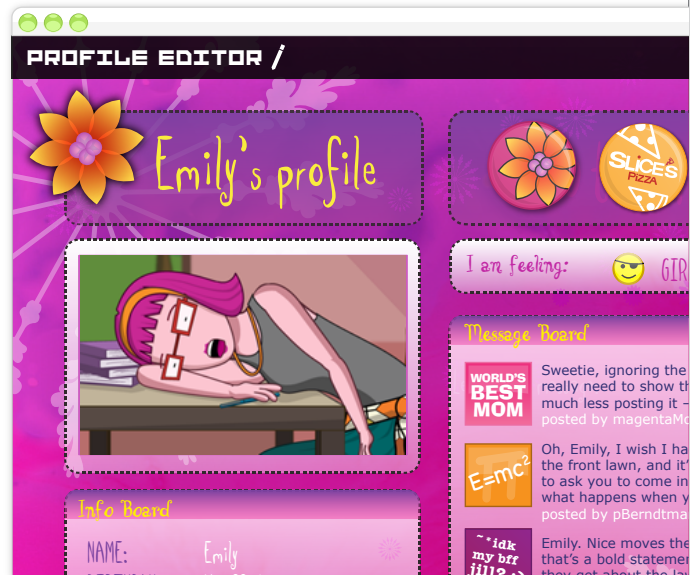 PROFILE EDITOR /
Emily's profile
SLICES
PIZZA
I am feeling:
GIR
Message Board
WORLD'S
BEST
MOM
Sweetie, ignoring the
really need to show th
much less posting it –
posted by magentaMo
E=mc²
Oh, Emily, I wish I ha
the front lawn, and it'
to ask you to come in
what happens when y
posted by pBerndtma
Info Board
NAME: Emily
~*idk
my bff
jill? ~
Emily. Nice moves the
that's a bold statemen
they got about the la